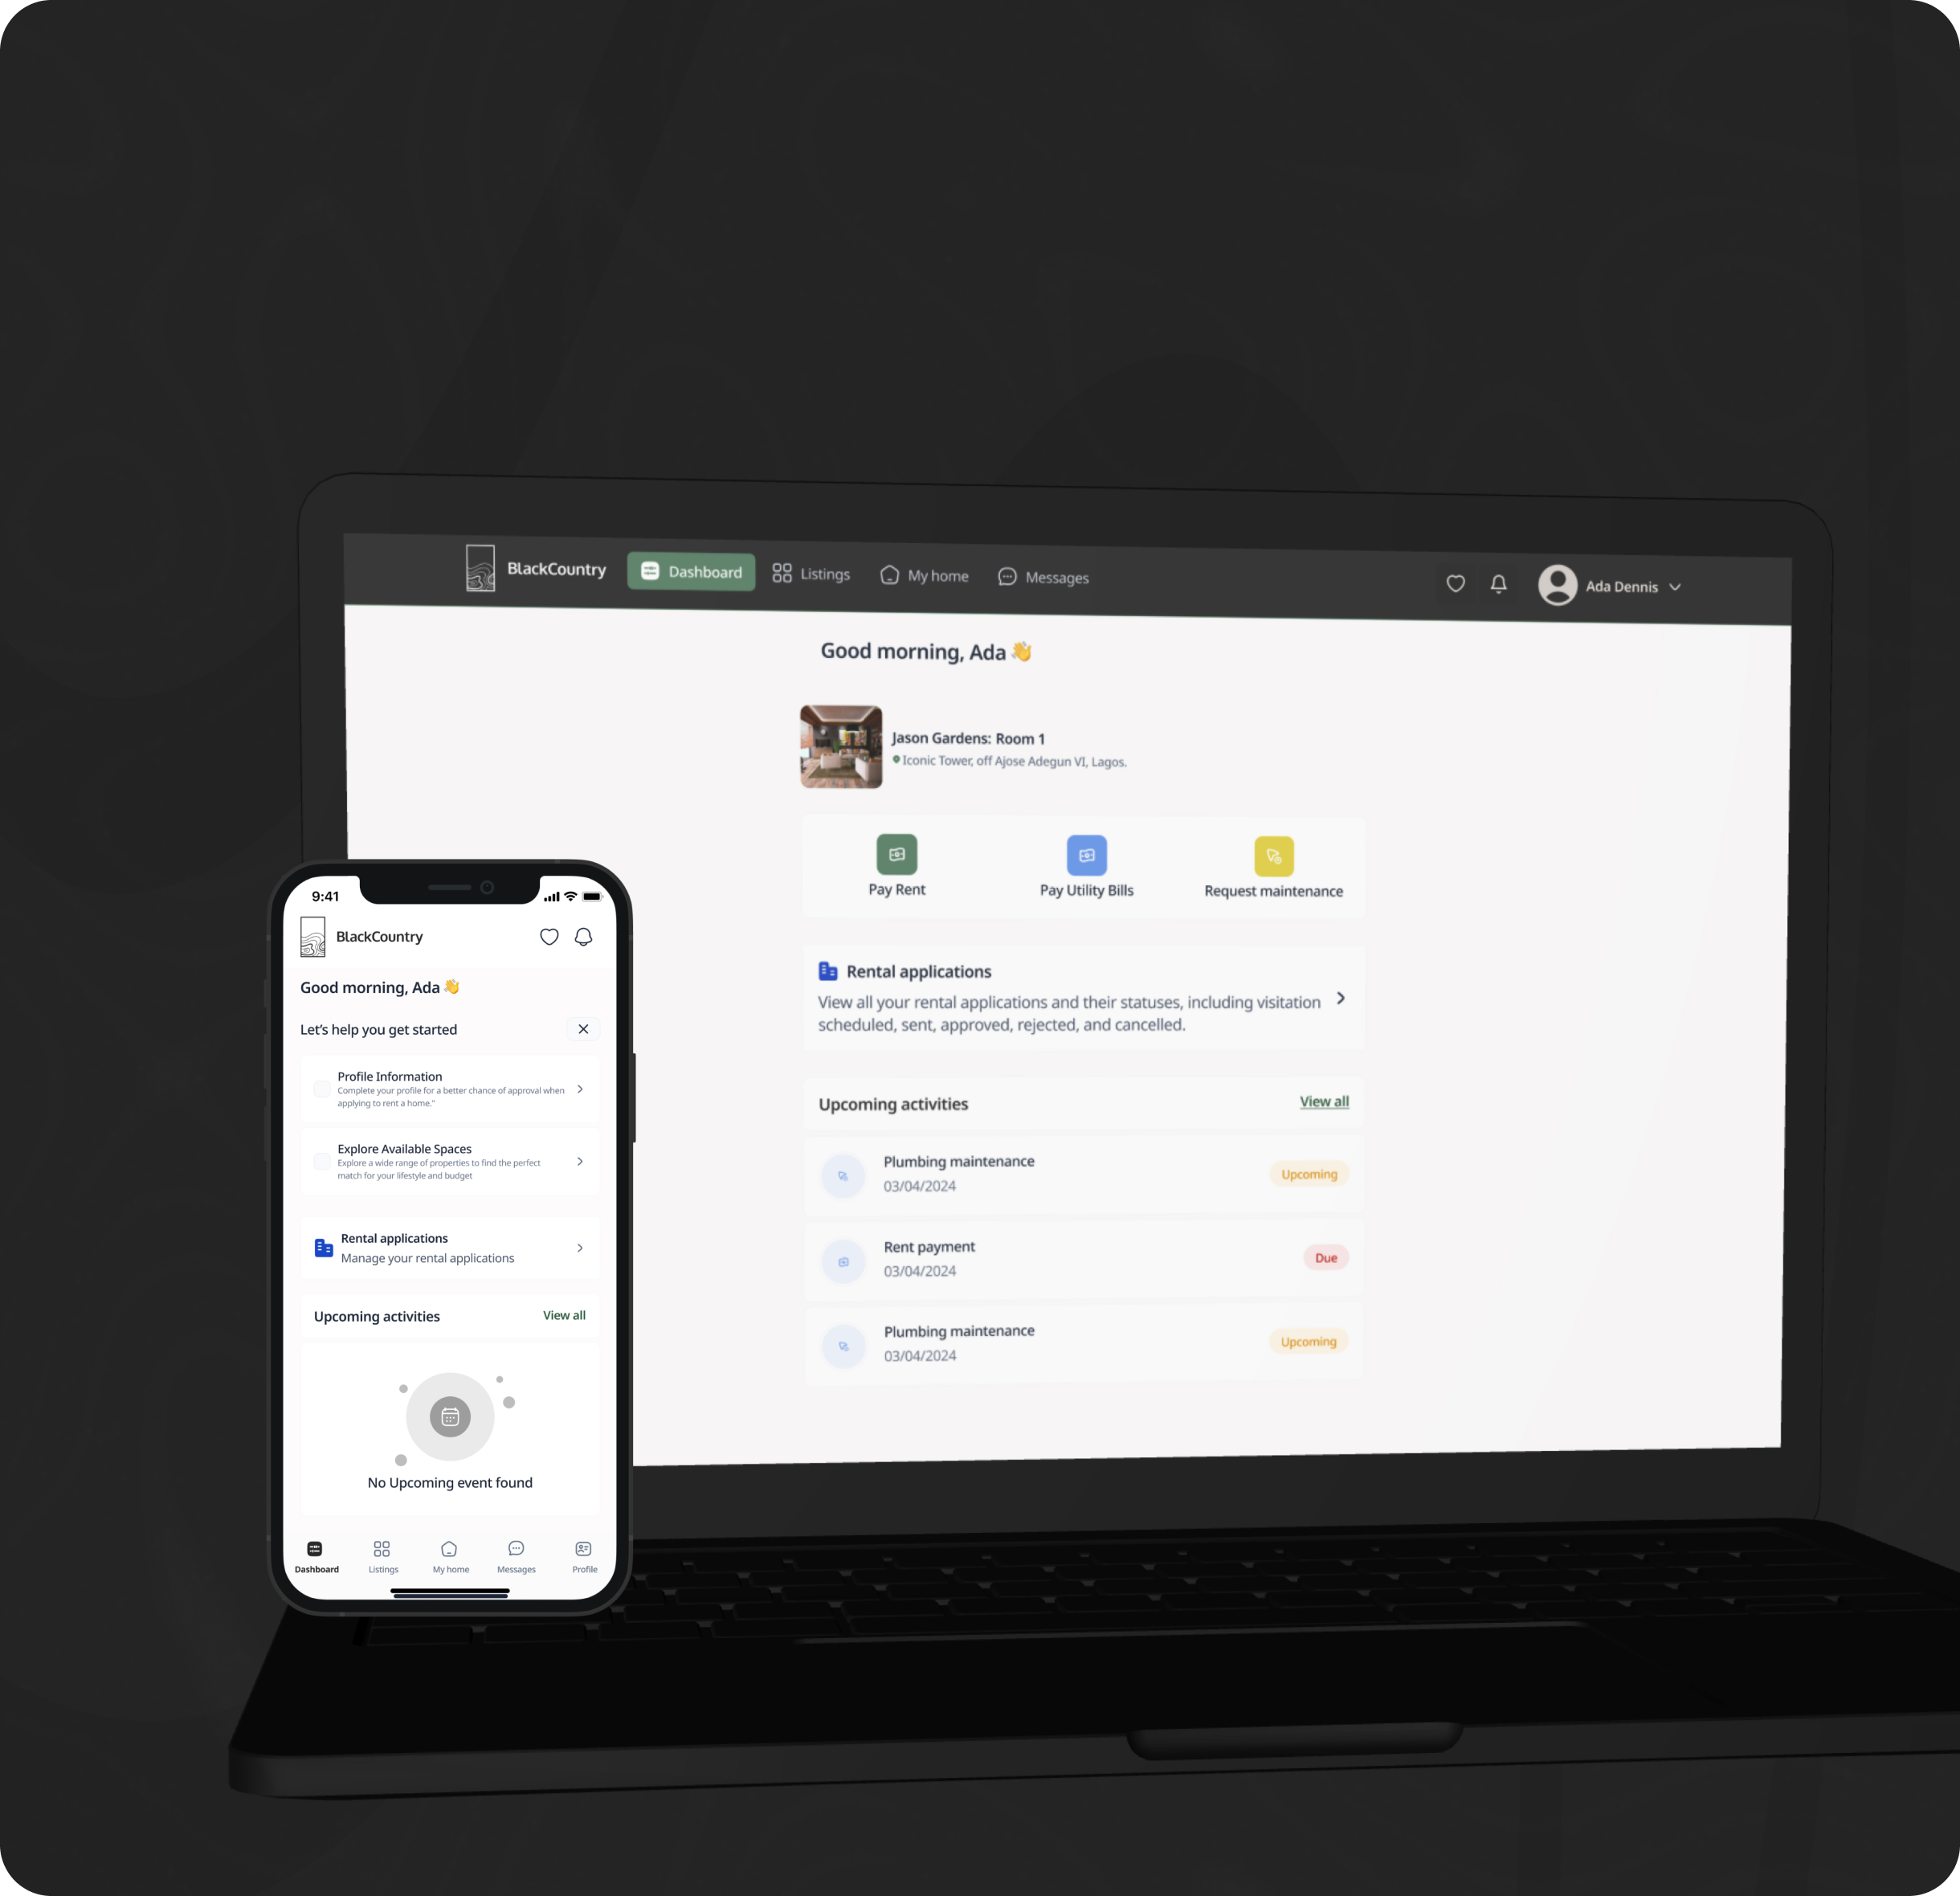 BlackCountry
Dashboard
Listings
My home
Messages
Ada Dennis
Good morning, Ada 👋
Jason Gardens: Room 1
Iconic Tower, off Ajose Adegun VI, Lagos.
Pay Rent
Pay Utility Bills
Request maintenance
Rental applications
View all your rental applications and their statuses, including visitation
scheduled, sent, approved, rejected, and cancelled.
Upcoming activities
View all
Plumbing maintenance
03/04/2024
Upcoming
Rent payment
03/04/2024
Due
Plumbing maintenance
03/04/2024
Upcoming
9:41
BlackCountry
Good morning, Ada 👋
Let's help you get started
Profile Information
Complete your profile for a better chance of approval when
applying to rent a home."
Explore Available Spaces
Explore a wide range of properties to find the perfect
match for your lifestyle and budget
Rental applications
Manage your rental applications
Upcoming activities
View all
No Upcoming event found
Dashboard
Listings
My home
Messages
Profile